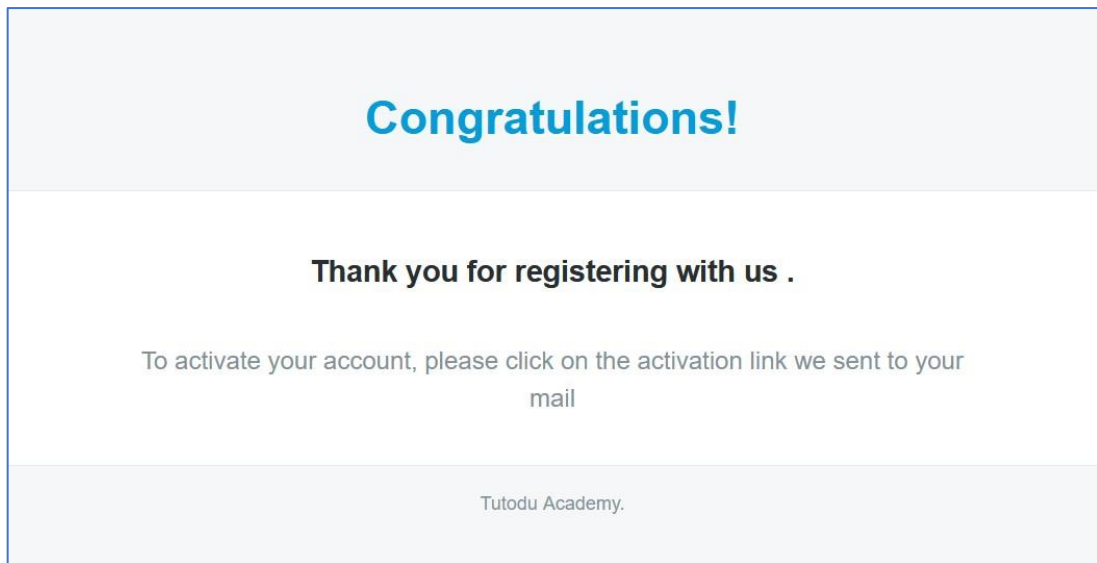 Congratulations!
Thank you for registering with us .
To activate your account, please click on the activation link we sent to your
mail
Tutodu Academy.